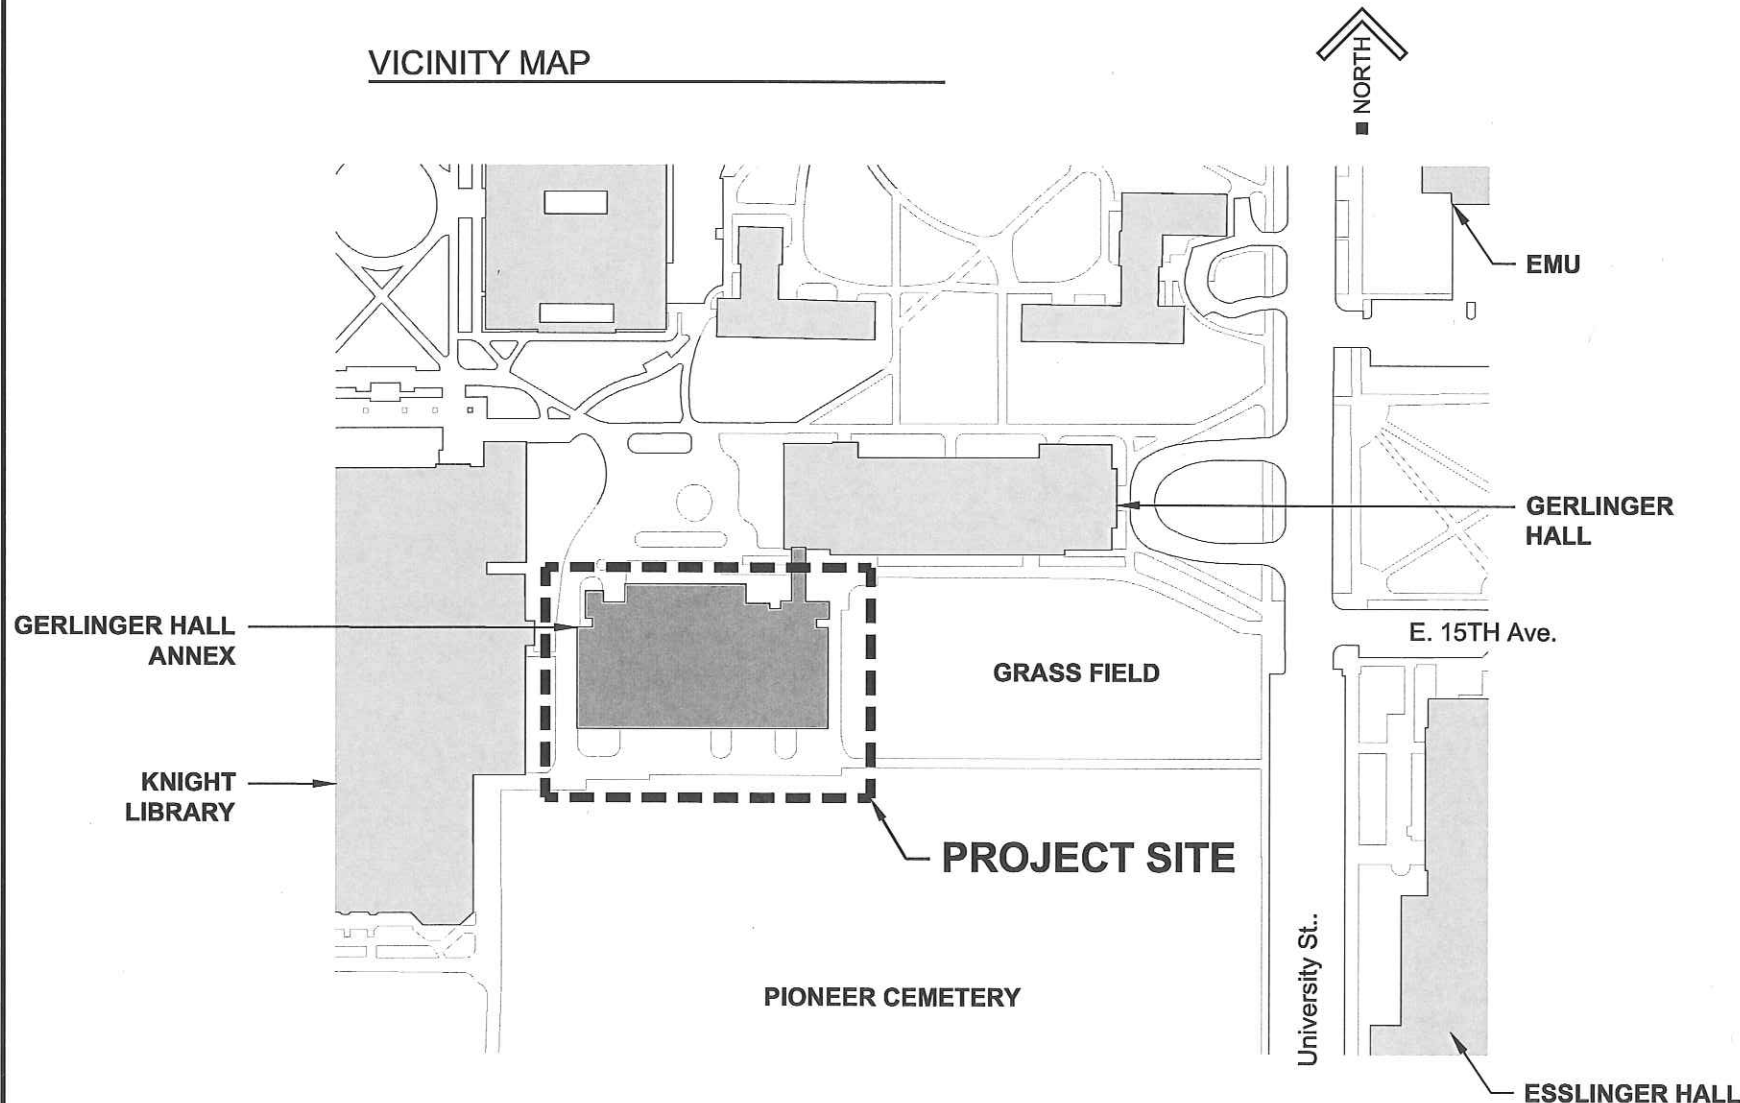 VICINITY MAP
NORTH
EMU
GERLINGER
HALL
GERLINGER HALL
ANNEX
E. 15TH Ave.
GRASS FIELD
KNIGHT
LIBRARY
PROJECT SITE
PIONEER CEMETERY
University St..
ESSLINGER HALL